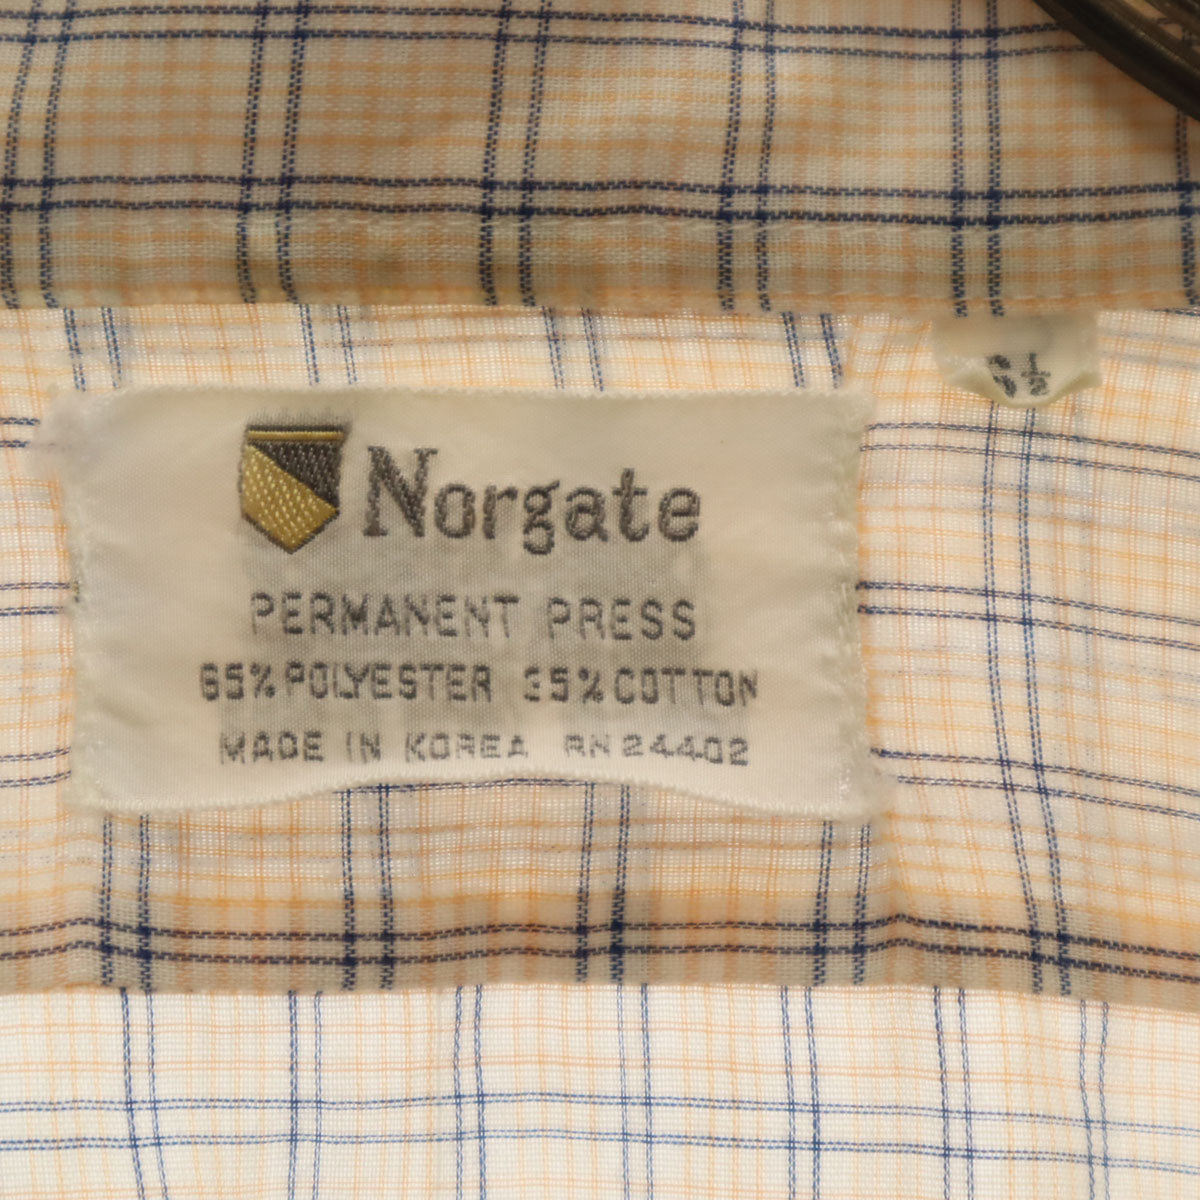 Norgate
PERMANENT PRESS
65% POLYESTER 35% COTTON
MADE IN KOREA RN 24402